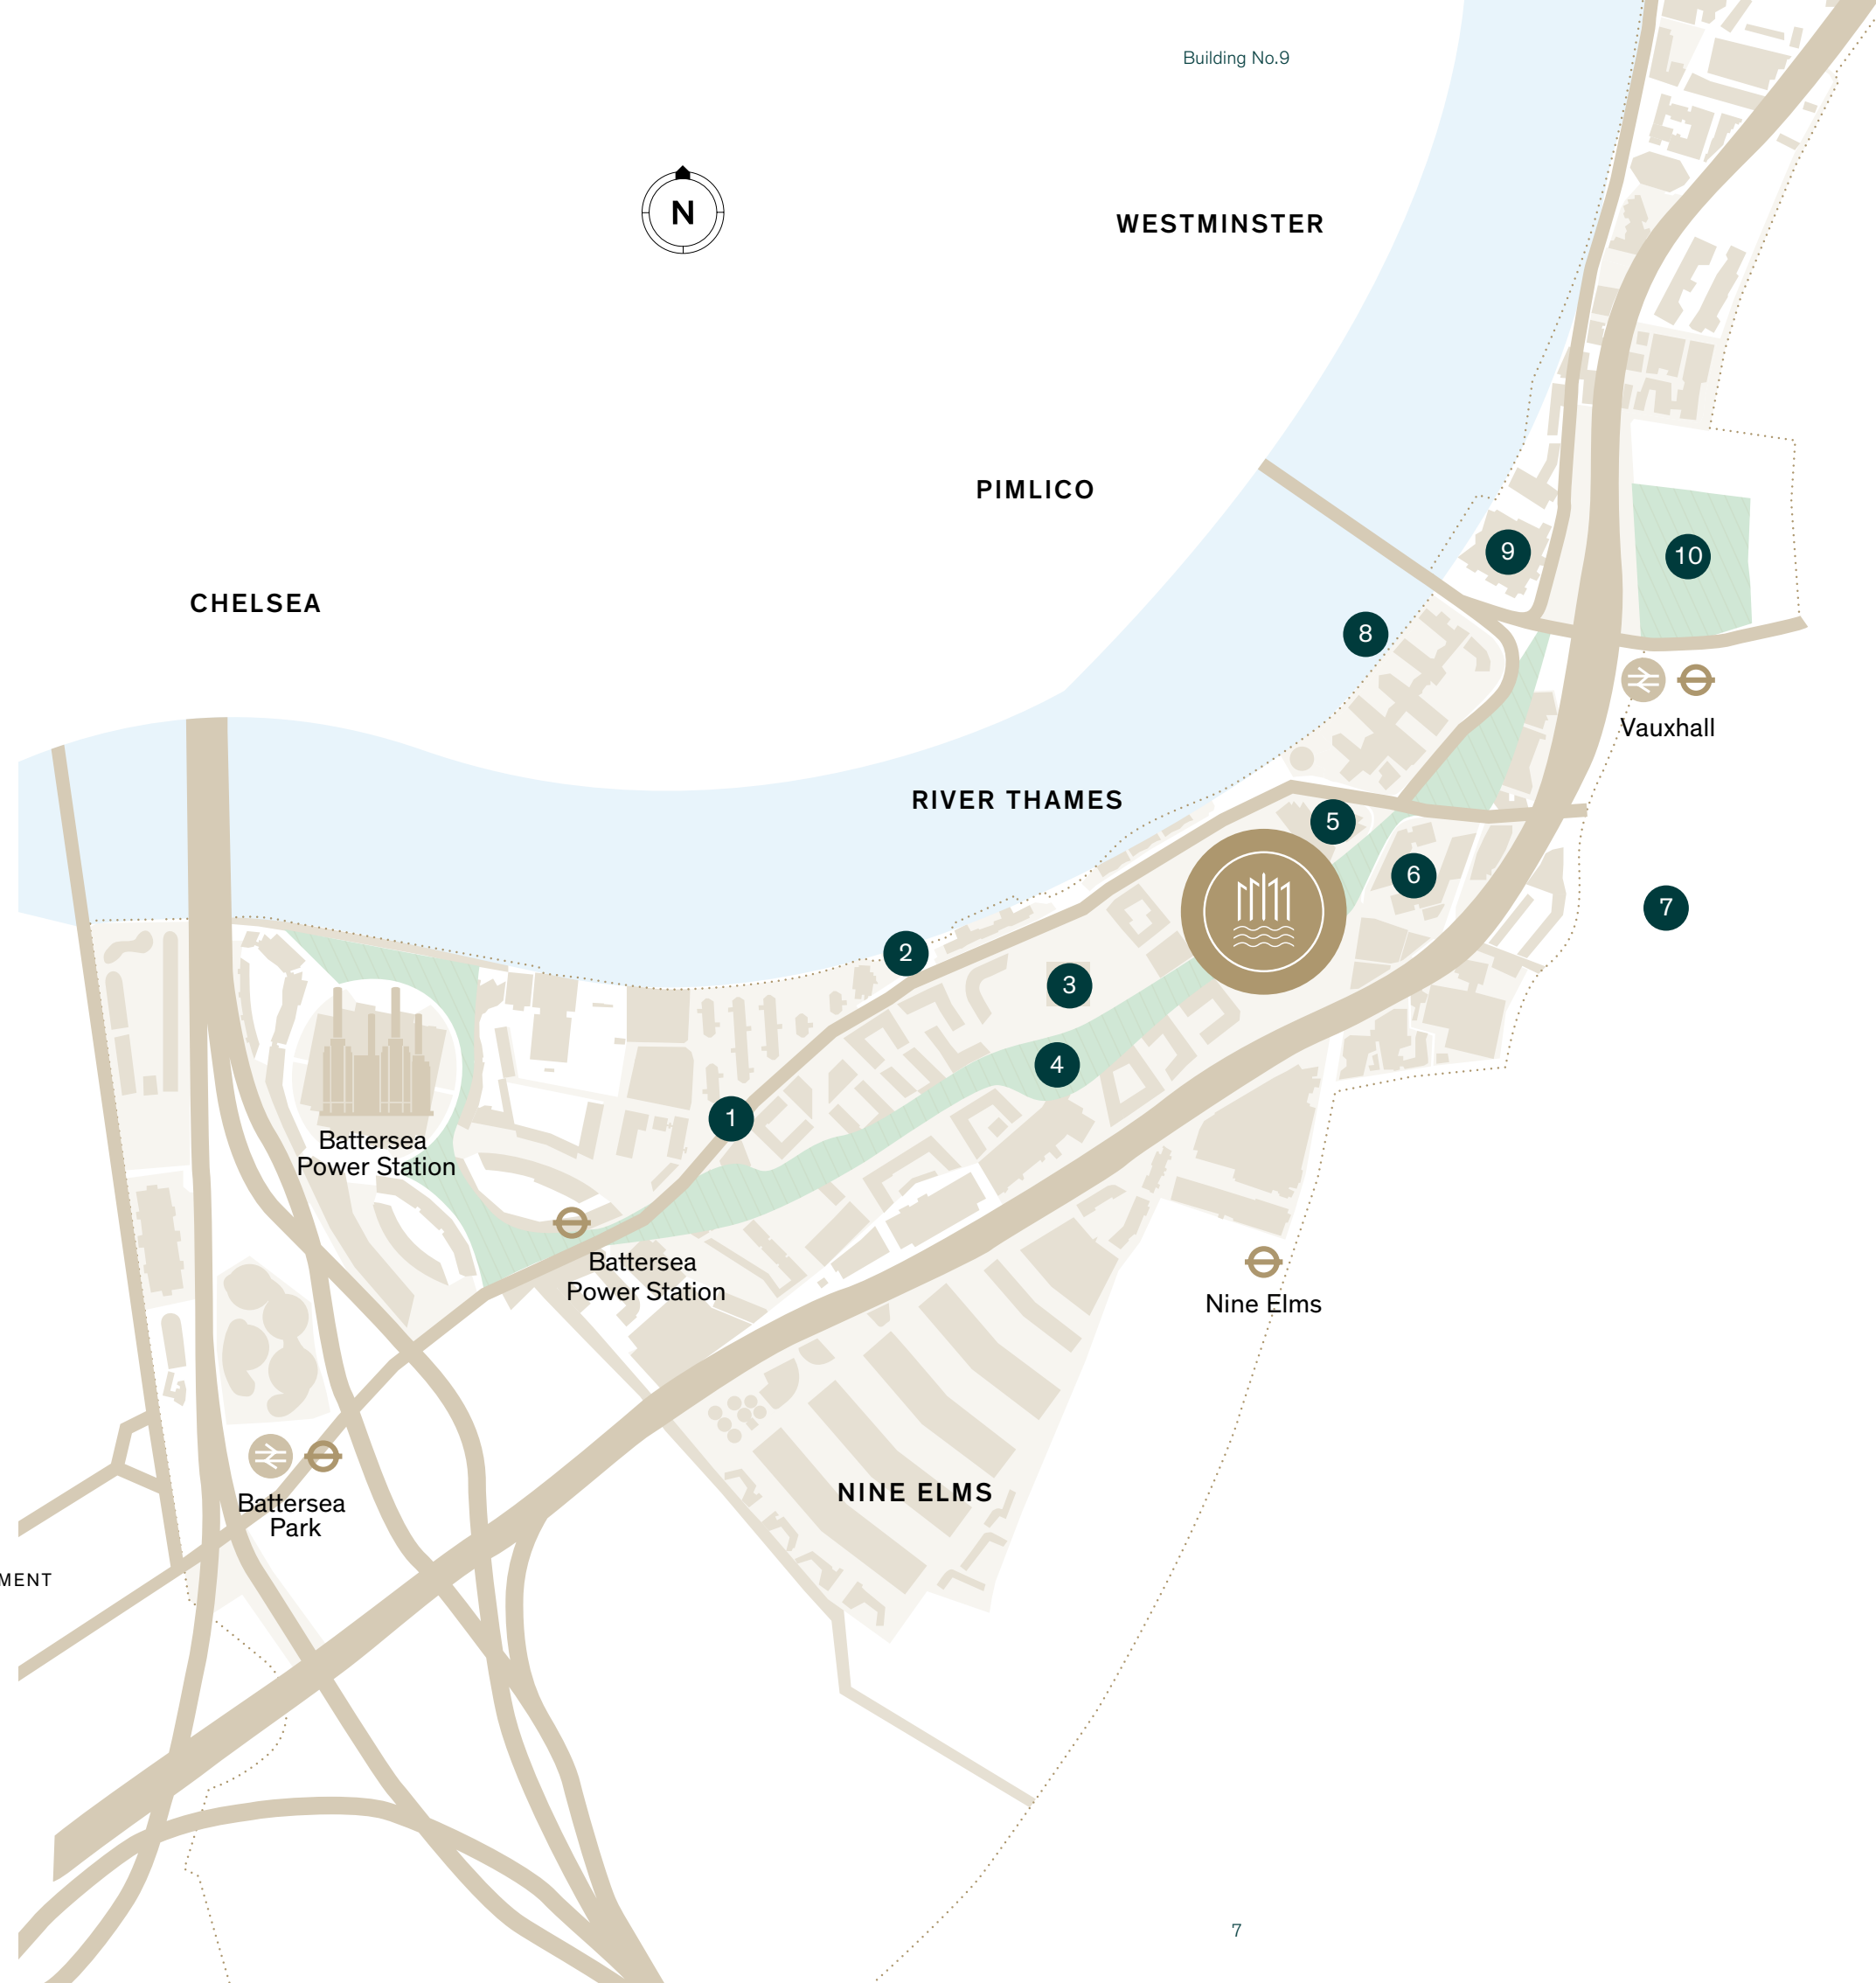 Building No.9
N
WESTMINSTER
PIMLICO
CHELSEA
9
10
8
Vauxhall
RIVER THAMES
5
6
7
2
3
4
1
Battersea
Power Station
Battersea
Power Station
Nine Elms
NINE ELMS
Battersea
Park
MENT
7